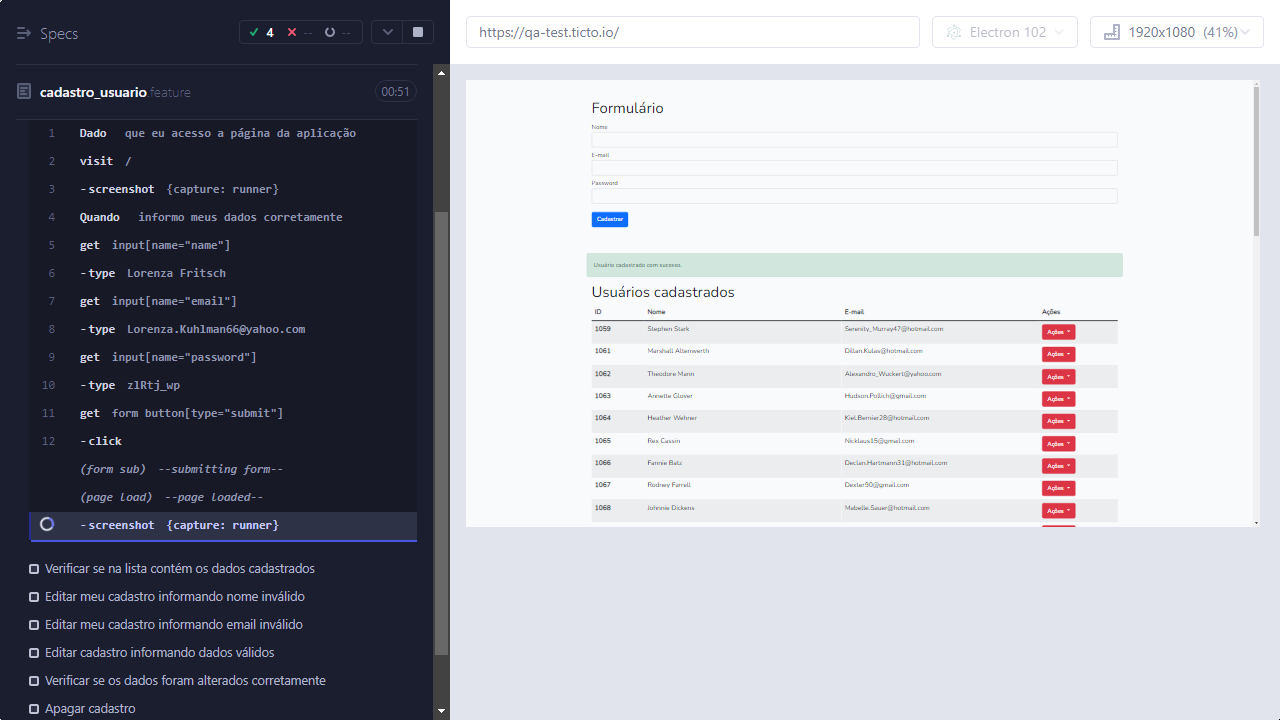 Specs
4 -- --
cadastro_usuario.feature 00:51
1 Dado que eu acesso a página da aplicação
2 visit /
3 -screenshot {capture: runner}
4 Quando informo meus dados corretamente
5 get input[name="name"]
6 -type Lorenza Fritsch
7 get input[name="email"]
8 -type Lorenza.Kuhlman66@yahoo.com
9 get input[name="password"]
10 -type zlRtj_wp
11 get form button[type="submit"]
12 -click
(form sub) --submitting form--
(page load) --page loaded--
-screenshot {capture: runner}
Verificar se na lista contém os dados cadastrados
Editar meu cadastro informando nome inválido
Editar meu cadastro informando email inválido
Editar cadastro informando dados válidos
Verificar se os dados foram alterados corretamente
Apagar cadastro
https://qa-test.ticto.io/
Electron 102
1920x1080 (41%)
Formulário
Nome
E-mail
Password
Cadastrar
Usuário cadastrado com sucesso.
Usuários cadastrados
ID Nome E-mail Ações
1059 Stephen Stark Serenity_Murray47@hotmail.com Ações
1061 Marshall Altenwerth Dillan.Kulas@hotmail.com Ações
1062 Theodore Mann Alexandro_Wuckert@yahoo.com Ações
1063 Annette Glover Hudson.Pollich@gmail.com Ações
1064 Heather Wehner Kiel.Bernier28@hotmail.com Ações
1065 Rex Cassin Nicklaus15@gmail.com Ações
1066 Fannie Batz Declan.Hartmann31@hotmail.com Ações
1067 Rodney Farrell Dexter90@gmail.com Ações
1068 Johnnie Dickens Mabelle.Sauer@hotmail.com Ações